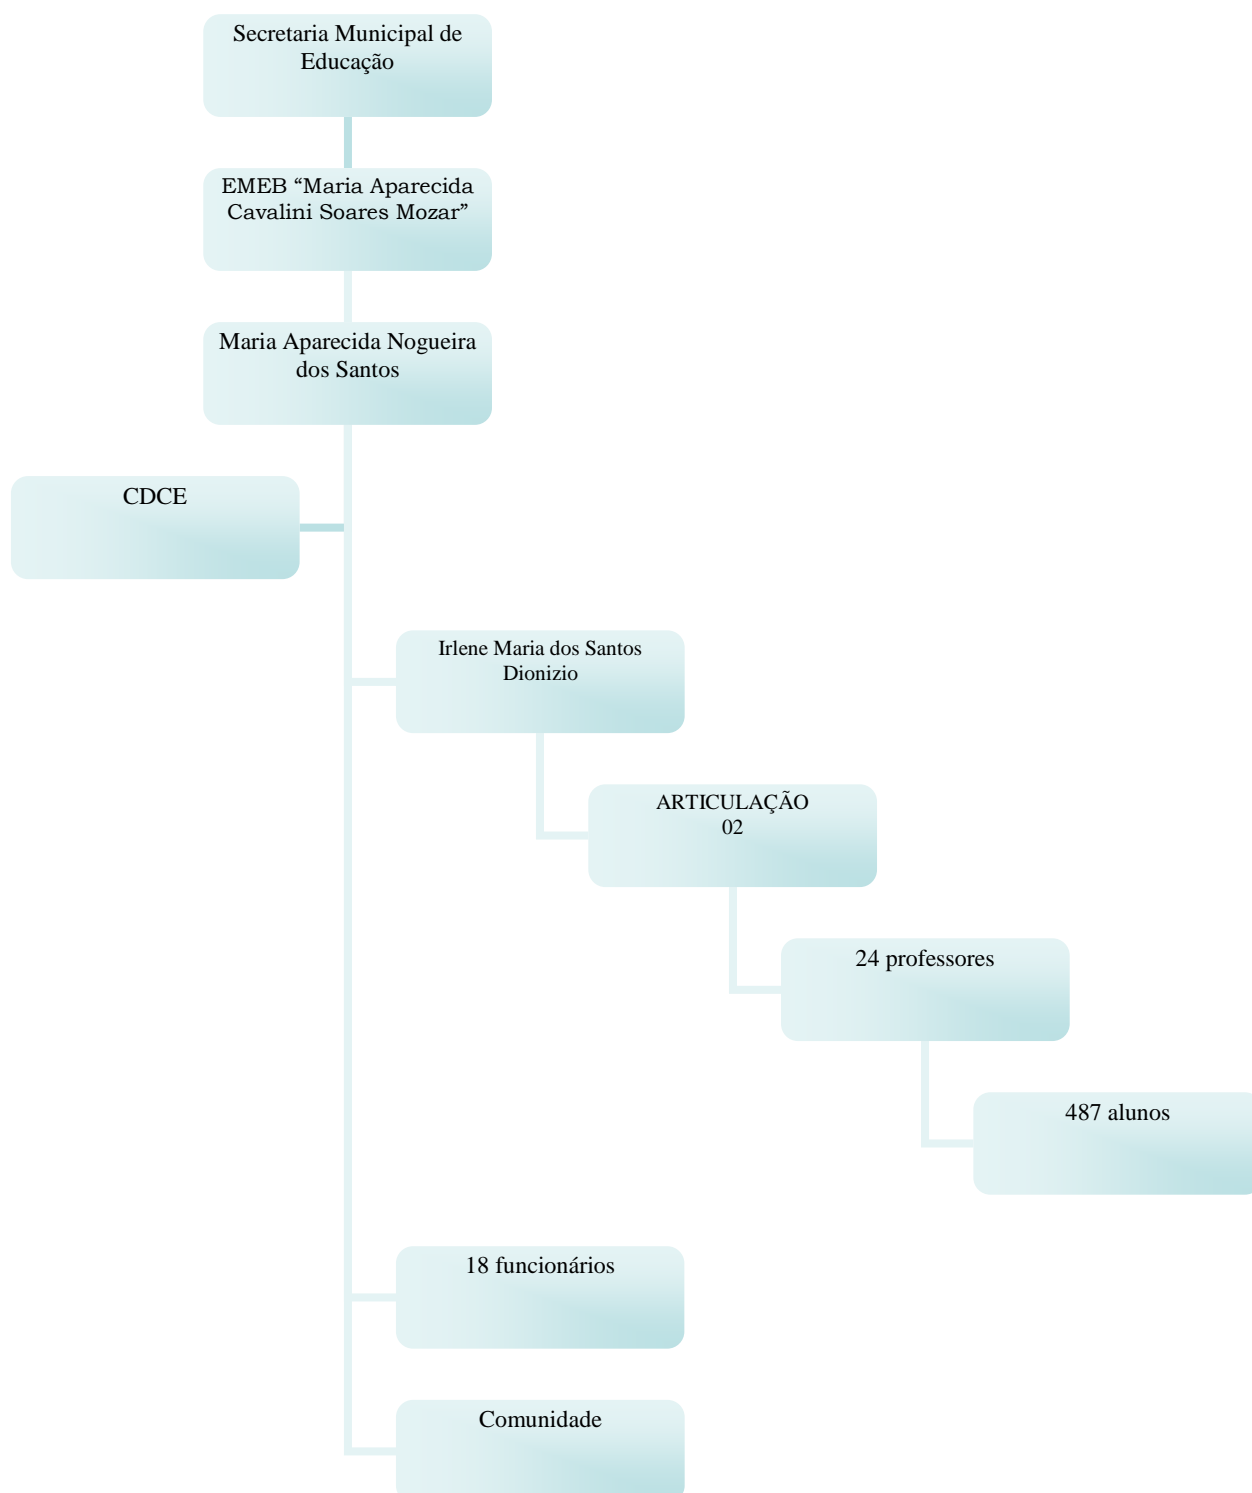 Secretaria Municipal de
Educação
EMEB “Maria Aparecida
Cavalini Soares Mozar”
Maria Aparecida Nogueira
dos Santos
CDCE
Irlene Maria dos Santos
Dionizio
ARTICULAÇÃO
02
24 professores
487 alunos
18 funcionários
Comunidade